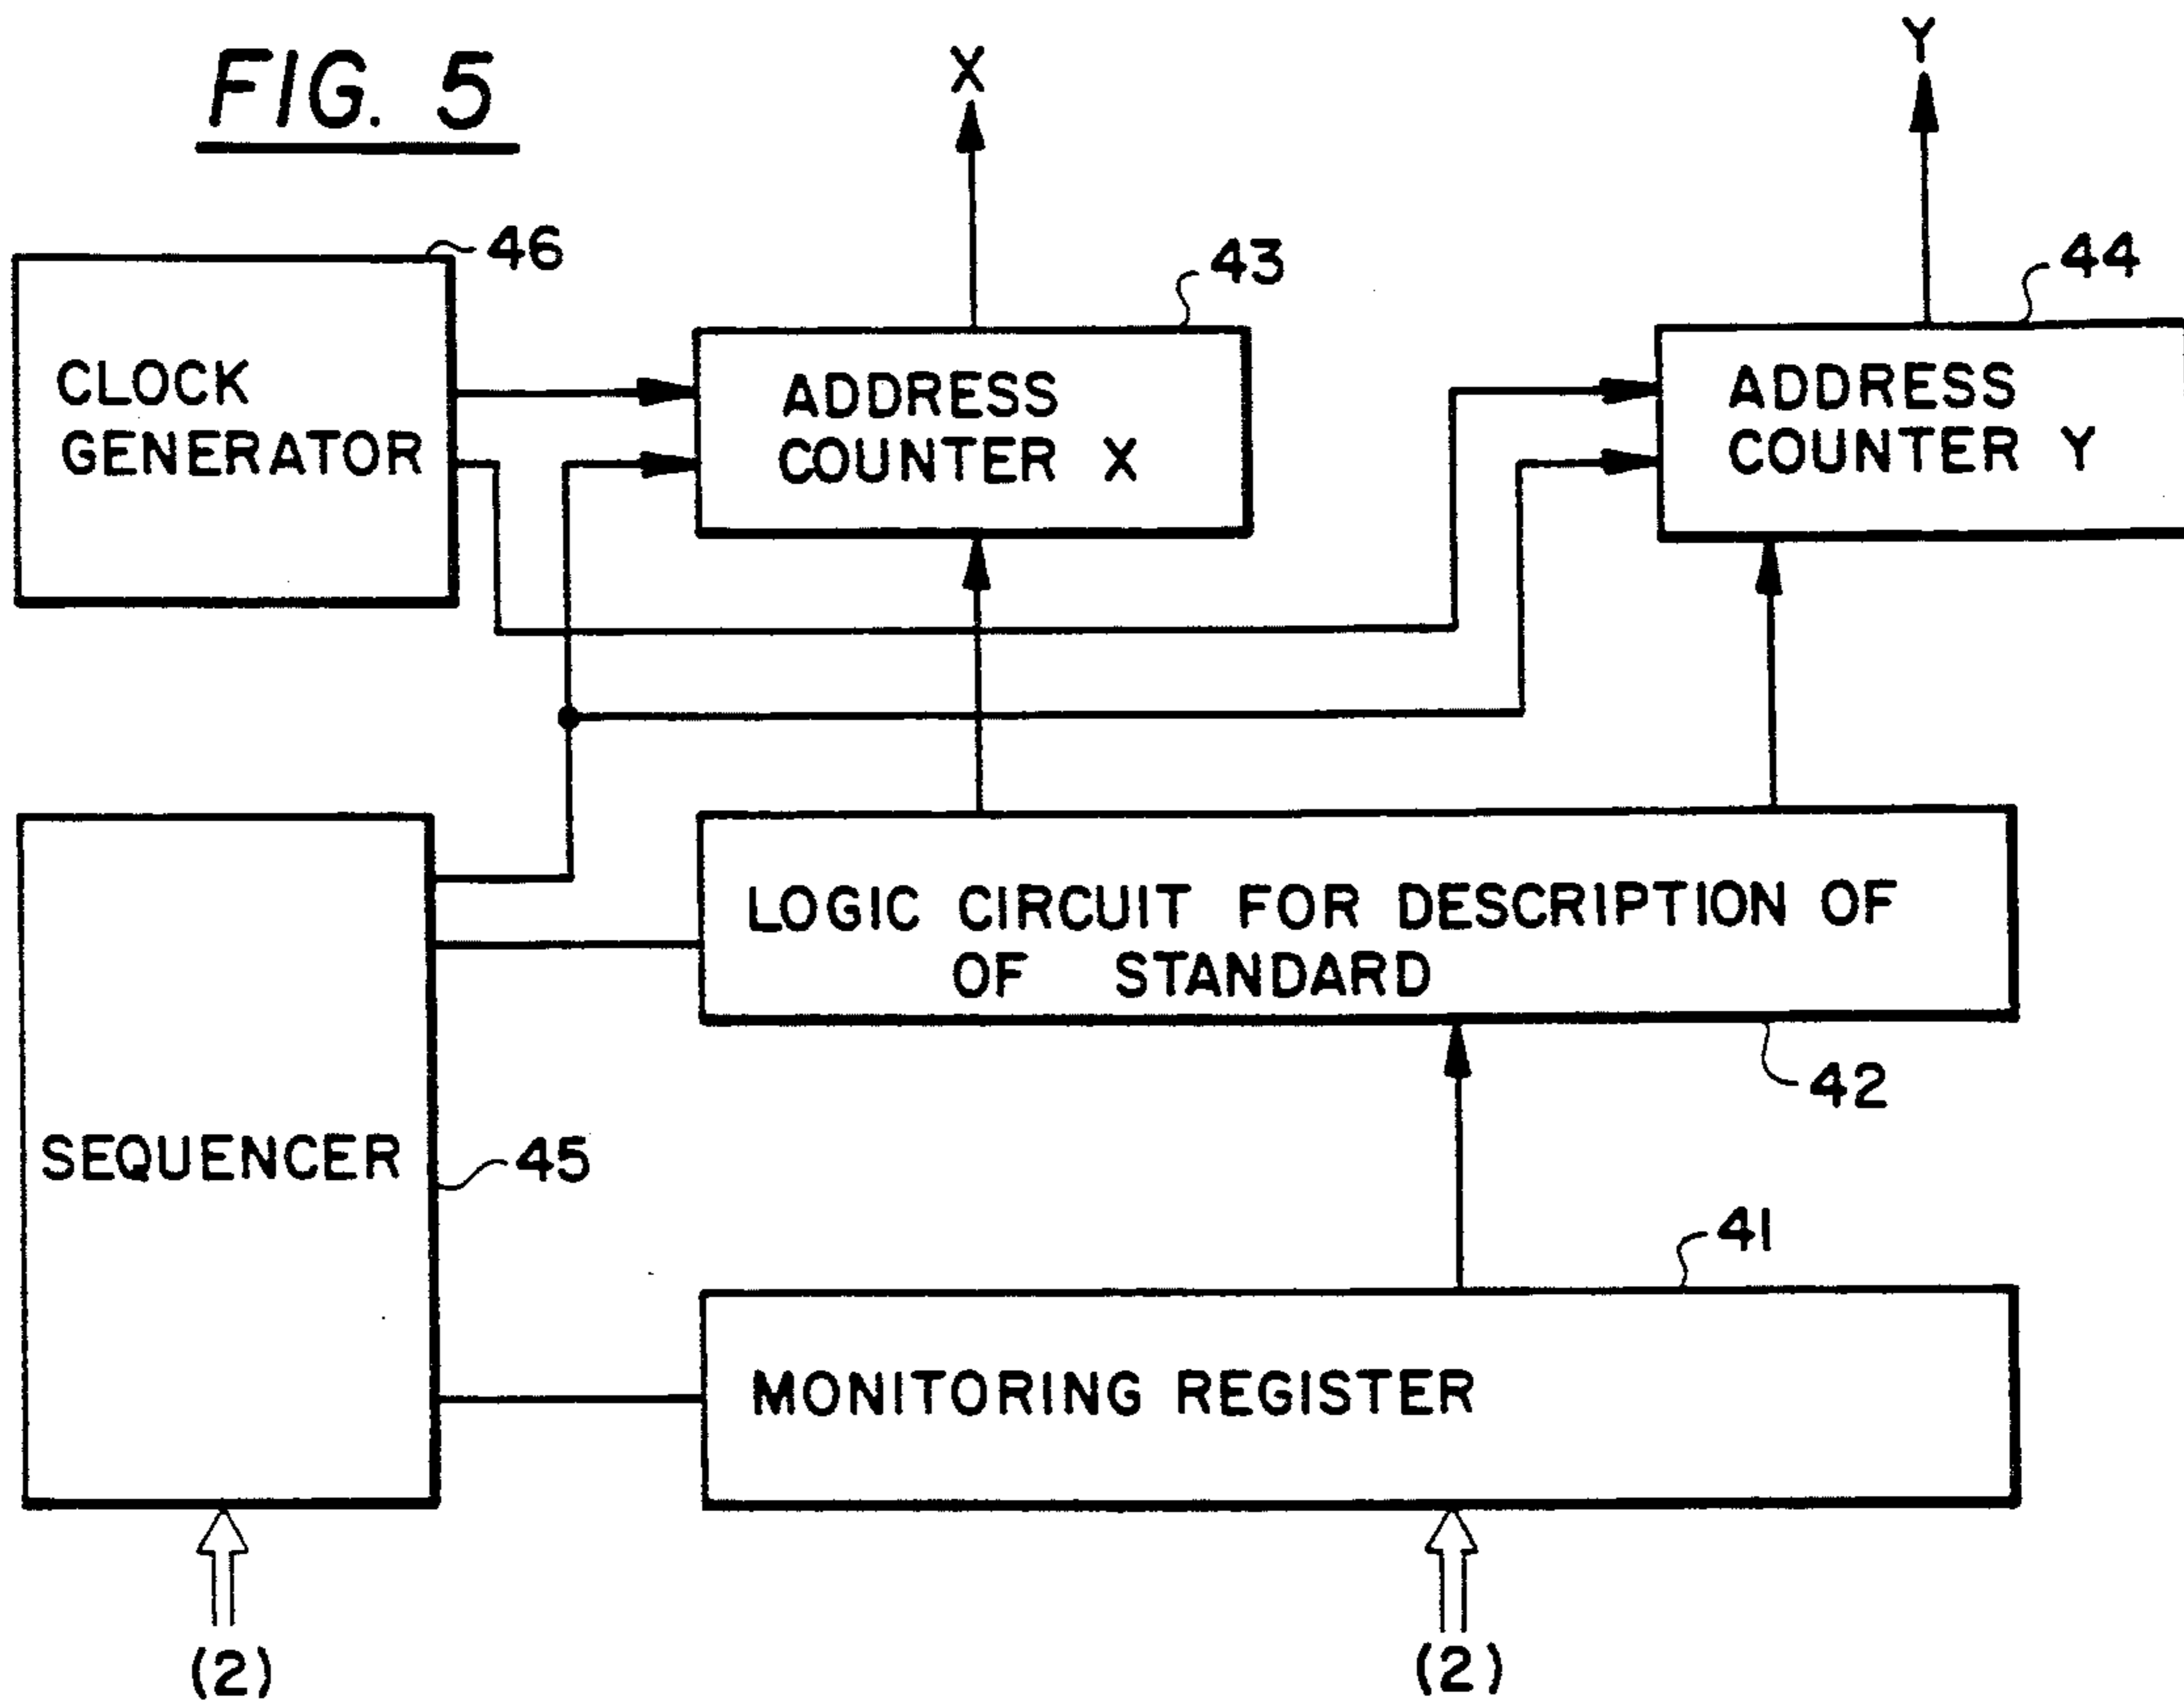 FIG. 5
X
Y
46
43
44
CLOCK
GENERATOR
ADDRESS
COUNTER X
ADDRESS
COUNTER Y
LOGIC CIRCUIT FOR DESCRIPTION OF
OF STANDARD
42
SEQUENCER
45
41
MONITORING REGISTER
(2)
(2)